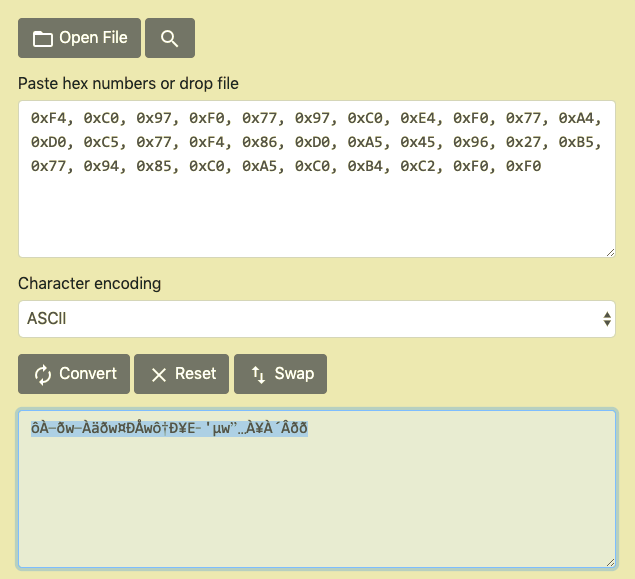 Open File
Paste hex numbers or drop file
0xF4, 0xC0, 0x97, 0xF0, 0x77, 0x97, 0xC0, 0xE4, 0xF0, 0x77, 0xA4,
0xD0, 0xC5, 0x77, 0xF4, 0x86, 0xD0, 0xA5, 0x45, 0x96, 0x27, 0xB5,
0x77, 0x94, 0x85, 0xC0, 0xA5, 0xC0, 0xB4, 0xC2, 0xF0, 0xF0
Character encoding
ASCII
Convert
Reset
Swap
ôÀ—ðw—Àäðw¤ÐÅwô†Ð¥E–'µw”…À¥À´Âðð